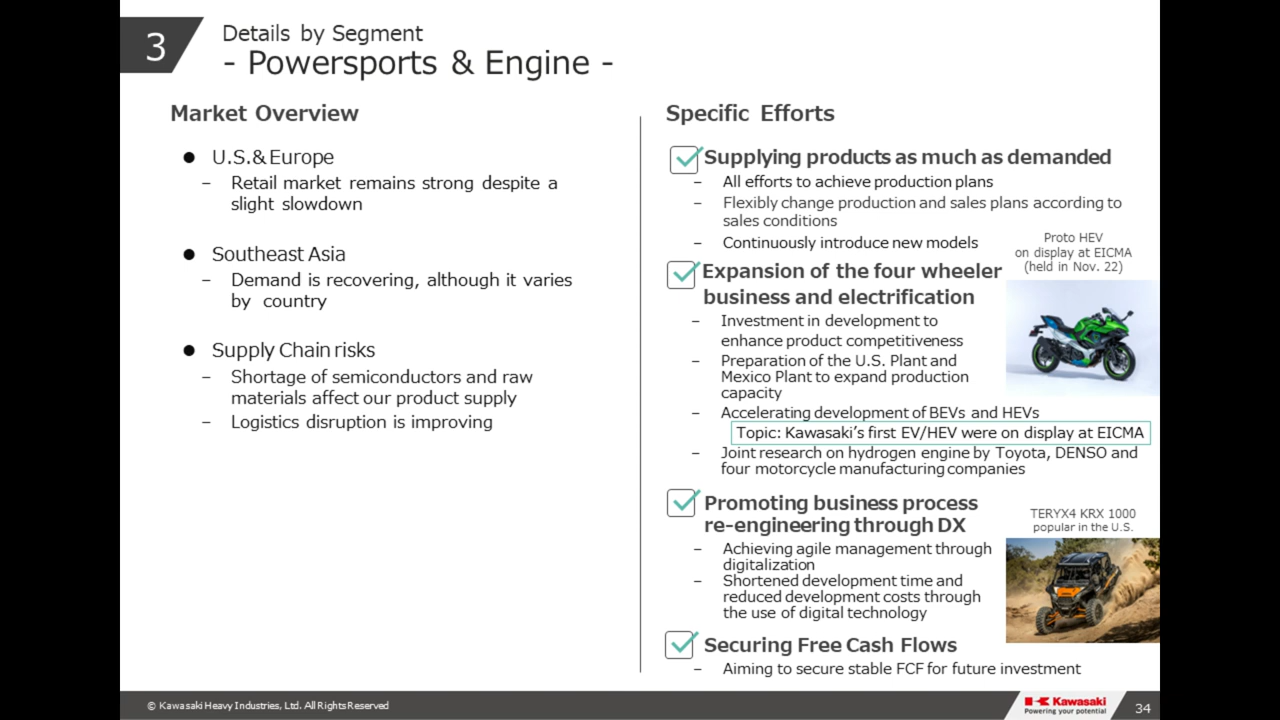 3
Details by Segment
- Powersports & Engine -
Market Overview
● U.S.&Europe
– Retail market remains strong despite a
slight slowdown
● Southeast Asia
– Demand is recovering, although it varies
by country
● Supply Chain risks
– Shortage of semiconductors and raw
materials affect our product supply
– Logistics disruption is improving
Specific Efforts
Supplying products as much as demanded
– All efforts to achieve production plans
– Flexibly change production and sales plans according to
sales conditions
– Continuously introduce new models
Proto HEV
on display at EICMA
(held in Nov. 22)
Expansion of the four wheeler
business and electrification
– Investment in development to
enhance product competitiveness
– Preparation of the U.S. Plant and
Mexico Plant to expand production
capacity
– Accelerating development of BEVs and HEVs
Topic: Kawasaki's first EV/HEV were on display at EICMA
– Joint research on hydrogen engine by Toyota, DENSO and
four motorcycle manufacturing companies
Promoting business process
re-engineering through DX
– Achieving agile management through
digitalization
– Shortened development time and
reduced development costs through
the use of digital technology
TERYX4 KRX 1000
popular in the U.S.
Securing Free Cash Flows
– Aiming to secure stable FCF for future investment
© Kawasaki Heavy Industries, Ltd. All Rights Reserved
Kawasaki
Powering your potential
34